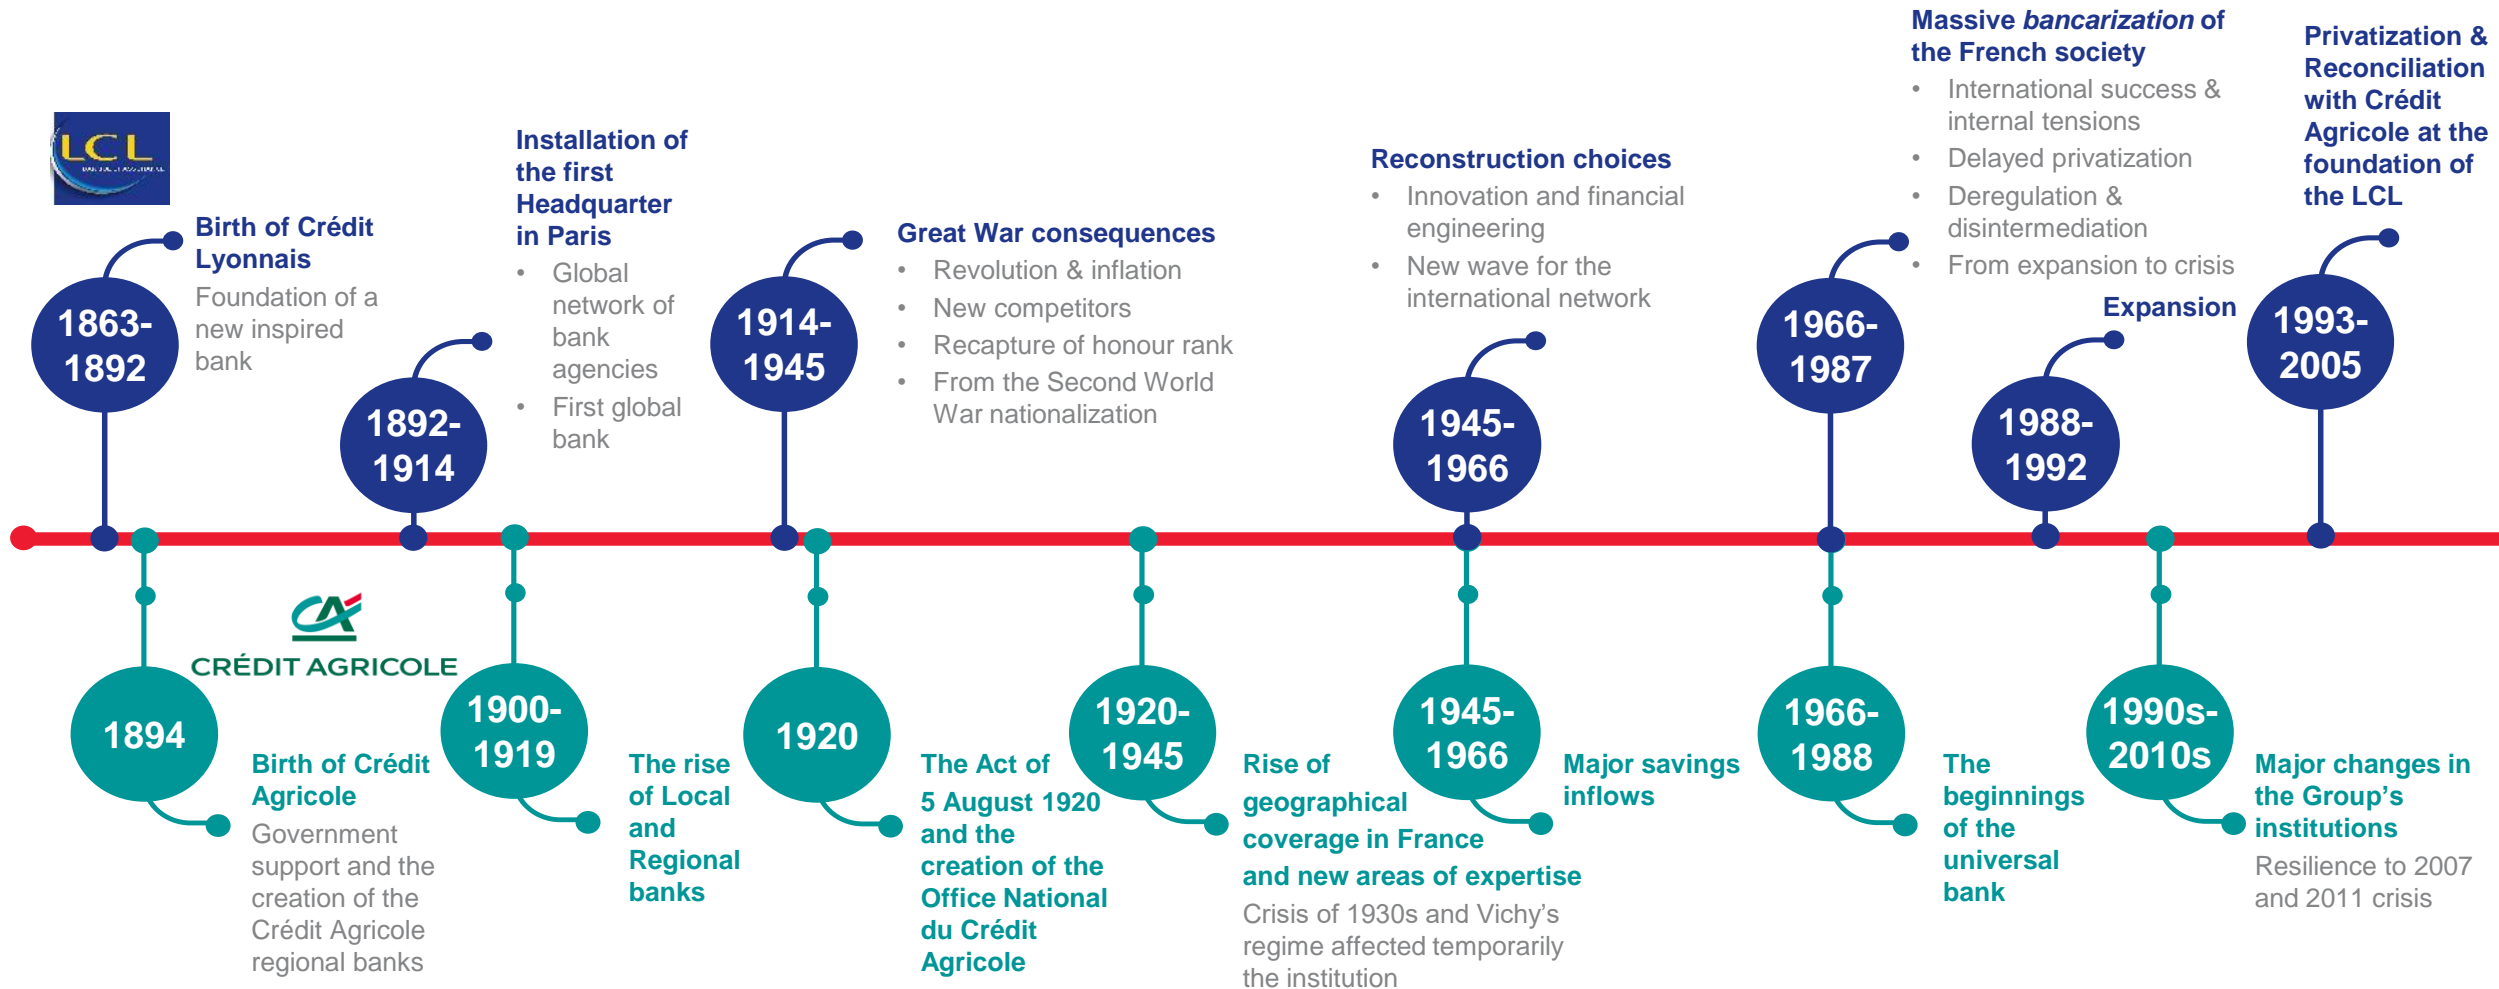 LCL
BANQUE ET ASSURANCE
1863-
1892
Birth of Crédit
Lyonnais
Foundation of a
new inspired
bank
1892-
1914
Installation of
the first
Headquarter
in Paris
• Global
network of
bank
agencies
• First global
bank
1914-
1945
Great War consequences
• Revolution & inflation
• New competitors
• Recapture of honour rank
• From the Second World
War nationalization
1945-
1966
Reconstruction choices
• Innovation and financial
engineering
• New wave for the
international network
1966-
1987
Massive bancarization of
the French society
• International success &
internal tensions
• Delayed privatization
• Deregulation &
disintermediation
• From expansion to crisis
1988-
1992
Expansion
1993-
2005
Privatization &
Reconciliation
with Crédit
Agricole at the
foundation of
the LCL
CRÉDIT AGRICOLE
1894
Birth of Crédit
Agricole
Government
support and the
creation of the
Crédit Agricole
regional banks
1900-
1919
The rise
of Local
and
Regional
banks
1920
The Act of
5 August 1920
and the
creation of the
Office National
du Crédit
Agricole
1920-
1945
Rise of
geographical
coverage in France
and new areas of expertise
Crisis of 1930s and Vichy’s
regime affected temporarily
the institution
1945-
1966
Major savings
inflows
1966-
1988
The
beginnings
of the
universal
bank
1990s-
2010s
Major changes in
the Group’s
institutions
Resilience to 2007
and 2011 crisis